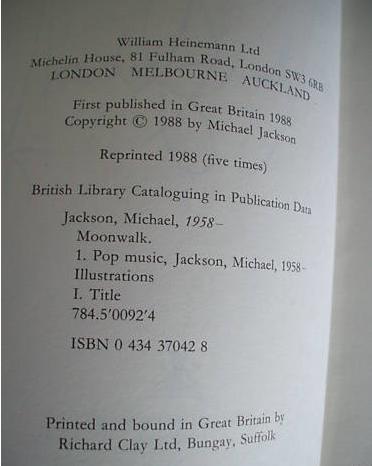 William Heinemann Ltd
Michelin House, 81 Fulham Road, London SW3 6RB
LONDON MELBOURNE AUCKLAND
First published in Great Britain 1988
Copyright © 1988 by Michael Jackson
Reprinted 1988 (five times)
British Library Cataloguing in Publication Data
Jackson, Michael, 1958–
Moonwalk.
1. Pop music, Jackson, Michael, 1958–
Illustrations
I. Title
784.5′0092′4
ISBN 0 434 37042 8
Printed and bound in Great Britain by
Richard Clay Ltd, Bungay, Suffolk